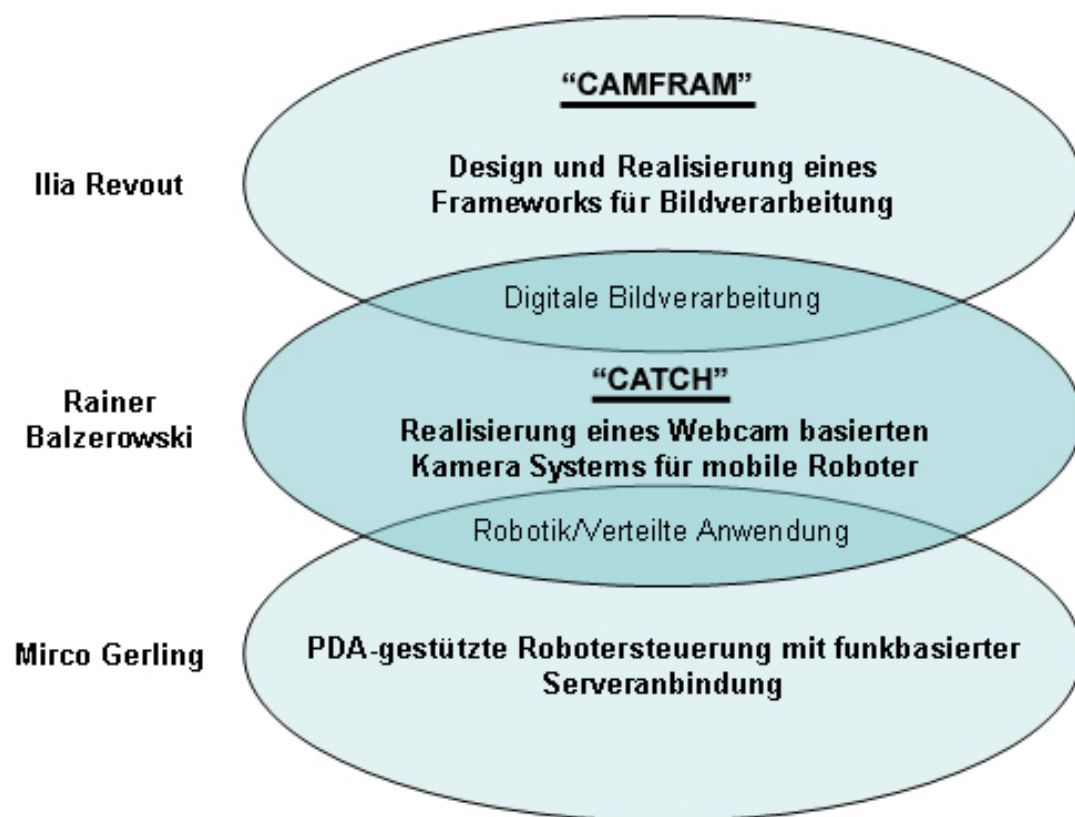 “CAMFRAM”
Ilia Revout
Design und Realisierung eines
Frameworks für Bildverarbeitung
Digitale Bildverarbeitung
“CATCH”
Rainer
Balzerowski
Realisierung eines Webcam basierten
Kamera Systems für mobile Roboter
Robotik/Verteilte Anwendung
Mirco Gerling
PDA-gestützte Robotersteuerung mit funkbasierter
Serveranbindung